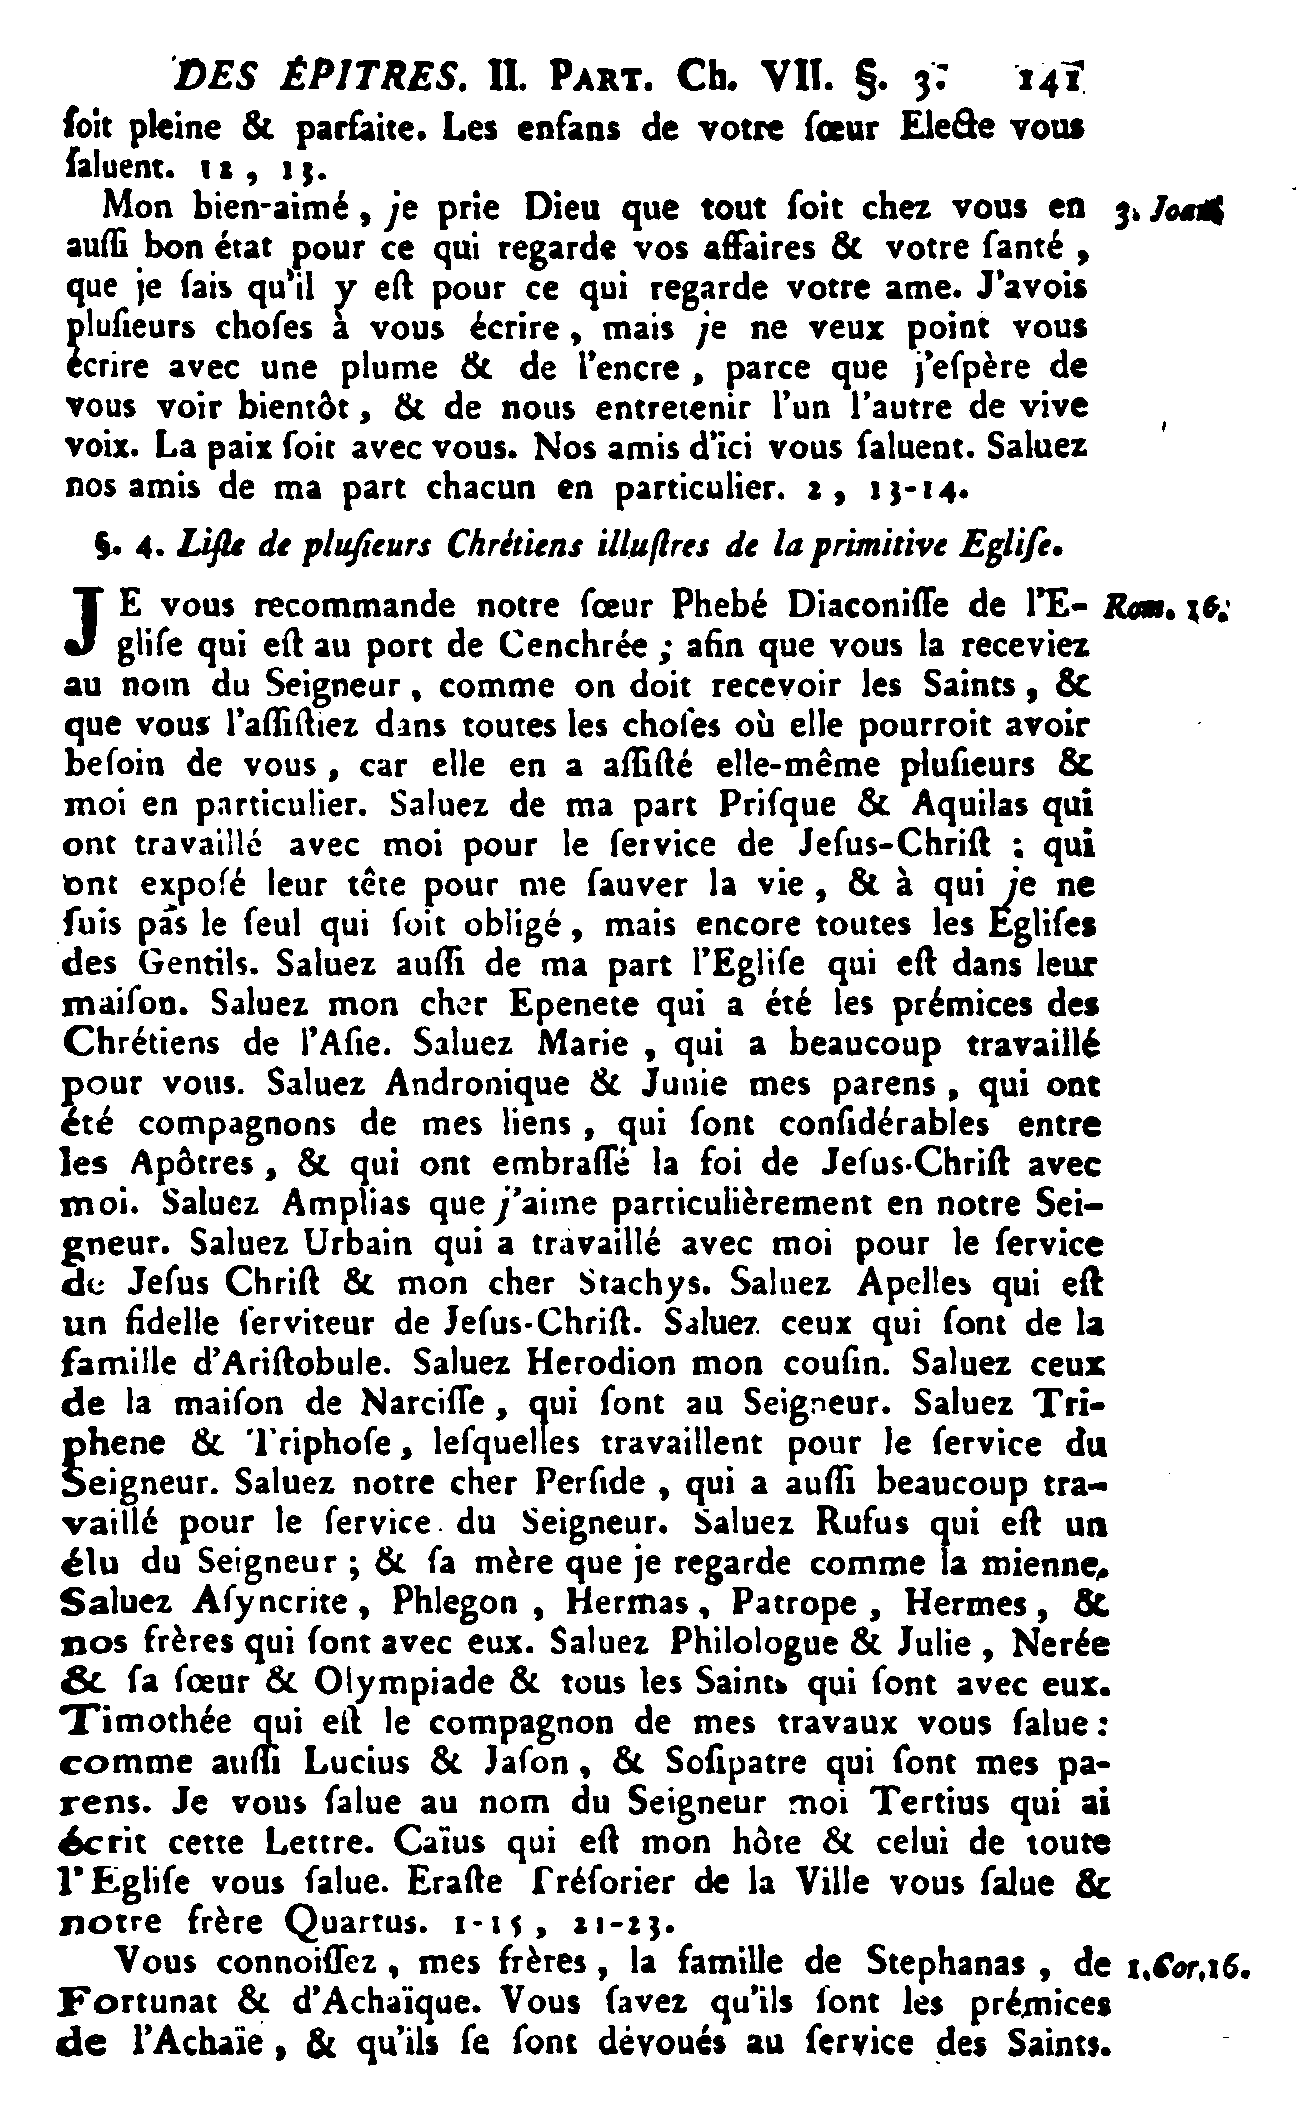 DES ÉPITRES. II. PART. Ch. VII. §. 3. 141
ſoit pleine & parfaite. Les enfans de votre ſœur Electe vous
ſaluent. 12, 13.
Mon bien-aimé, je prie Dieu que tout ſoit chez vous en 3. Joan.
auſſi bon état pour ce qui regarde vos affaires & votre ſanté,
que je ſais qu'il y eſt pour ce qui regarde votre ame. J'avois
pluſieurs choſes à vous écrire, mais je ne veux point vous
écrire avec une plume & de l'encre, parce que j'eſpère de
vous voir bientôt, & de nous entretenir l'un l'autre de vive
voix. La paix ſoit avec vous. Nos amis d'ici vous ſaluent. Saluez
nos amis de ma part chacun en particulier. 2, 13-14.
§. 4. Liſte de pluſieurs Chrétiens illuſtres de la primitive Egliſe.
JE vous recommande notre ſœur Phebé Diaconiſſe de l'E- Rom. 16.
gliſe qui eſt au port de Cenchrée; afin que vous la receviez
au nom du Seigneur, comme on doit recevoir les Saints, &
que vous l'aſſiſtiez dans toutes les choſes où elle pourroit avoir
beſoin de vous, car elle en a aſſiſté elle-même pluſieurs &
moi en particulier. Saluez de ma part Priſque & Aquilas qui
ont travaillé avec moi pour le ſervice de Jeſus-Chriſt; qui
ont expoſé leur tête pour me ſauver la vie, & à qui je ne
ſuis pas le ſeul qui ſoit obligé, mais encore toutes les Egliſes
des Gentils. Saluez auſſi de ma part l'Egliſe qui eſt dans leur
maiſon. Saluez mon cher Epenete qui a été les prémices des
Chrétiens de l'Aſie. Saluez Marie, qui a beaucoup travaillé
pour vous. Saluez Andronique & Junie mes parens, qui ont
été compagnons de mes liens, qui ſont conſidérables entre
les Apôtres, & qui ont embraſſé la foi de Jeſus-Chriſt avec
moi. Saluez Amplias que j'aime particulièrement en notre Sei-
gneur. Saluez Urbain qui a travaillé avec moi pour le ſervice
de Jeſus Chriſt & mon cher Stachys. Saluez Apelles qui eſt
un fidelle ſerviteur de Jeſus-Chriſt. Saluez ceux qui ſont de la
famille d'Ariſtobule. Saluez Herodion mon couſin. Saluez ceux
de la maiſon de Narciſſe, qui ſont au Seigneur. Saluez Tri-
phene & Triphoſe, leſquelles travaillent pour le ſervice du
Seigneur. Saluez notre cher Perſide, qui a auſſi beaucoup tra-
vaillé pour le ſervice du Seigneur. Saluez Rufus qui eſt un
élu du Seigneur; & ſa mère que je regarde comme la mienne.
Saluez Aſyncrite, Phlegon, Hermas, Patrope, Hermes, &
nos frères qui ſont avec eux. Saluez Philologue & Julie, Nerée
& ſa ſœur & Olympiade & tous les Saints qui ſont avec eux.
Timothée qui eſt le compagnon de mes travaux vous ſalue:
comme auſſi Lucius & Jaſon, & Soſipatre qui ſont mes pa-
rens. Je vous ſalue au nom du Seigneur moi Tertius qui ai
écrit cette Lettre. Caïus qui eſt mon hôte & celui de toute
l'Egliſe vous ſalue. Eraſte Tréſorier de la Ville vous ſalue &
notre frère Quartus. 1-15, 21-23.
Vous connoiſſez, mes frères, la famille de Stephanas, de 1. Cor. 16.
Fortunat & d'Achaïque. Vous ſavez qu'ils ſont les prémices
de l'Achaïe, & qu'ils ſe ſont dévoués au ſervice des Saints.